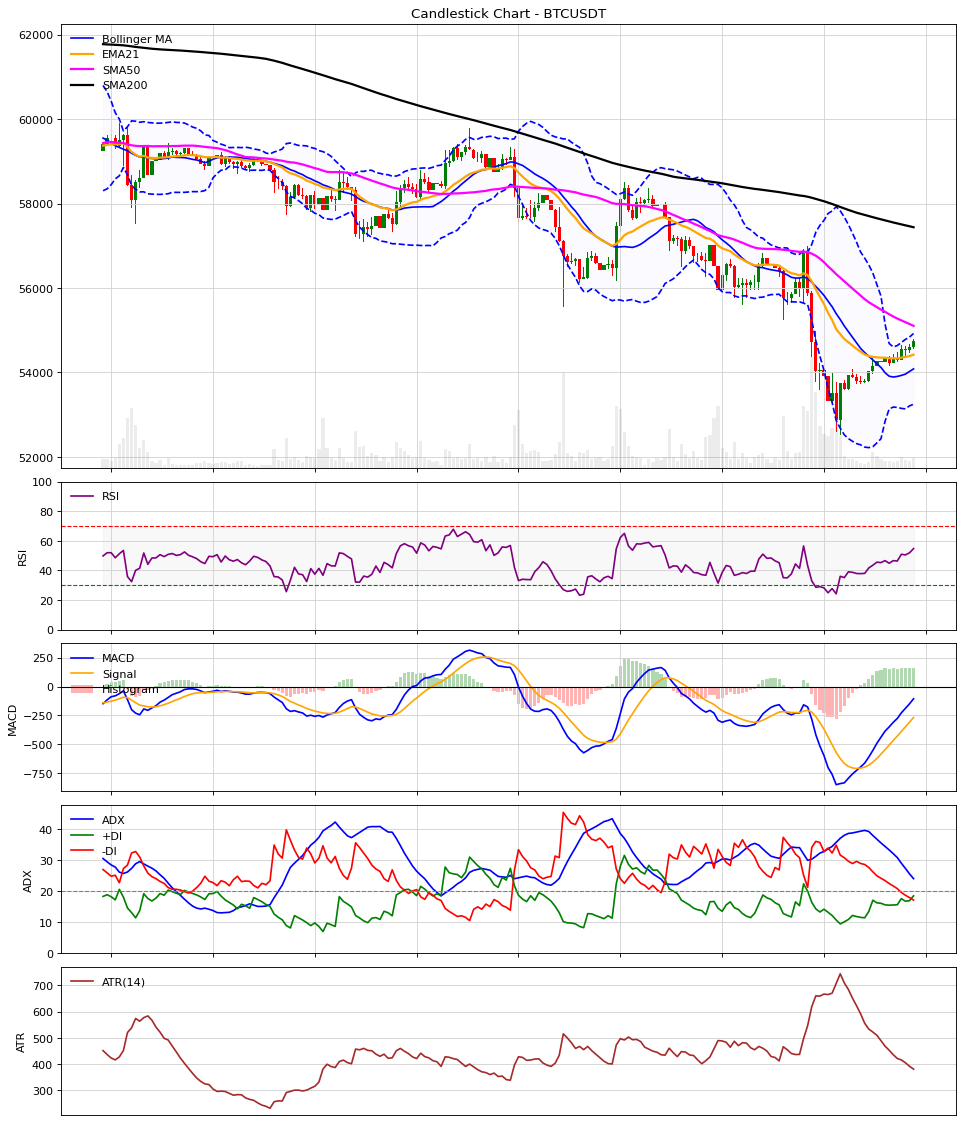 Candlestick Chart - BTCUSDT
62000
60000
58000
56000
54000
52000
Bollinger MA
EMA21
SMA50
SMA200
100
80
60
40
20
0
RSI
RSI
250
0
−250
−500
−750
MACD
MACD
Signal
Histogram
40
30
20
10
0
ADX
ADX
+DI
-DI
700
600
500
400
300
ATR
ATR(14)